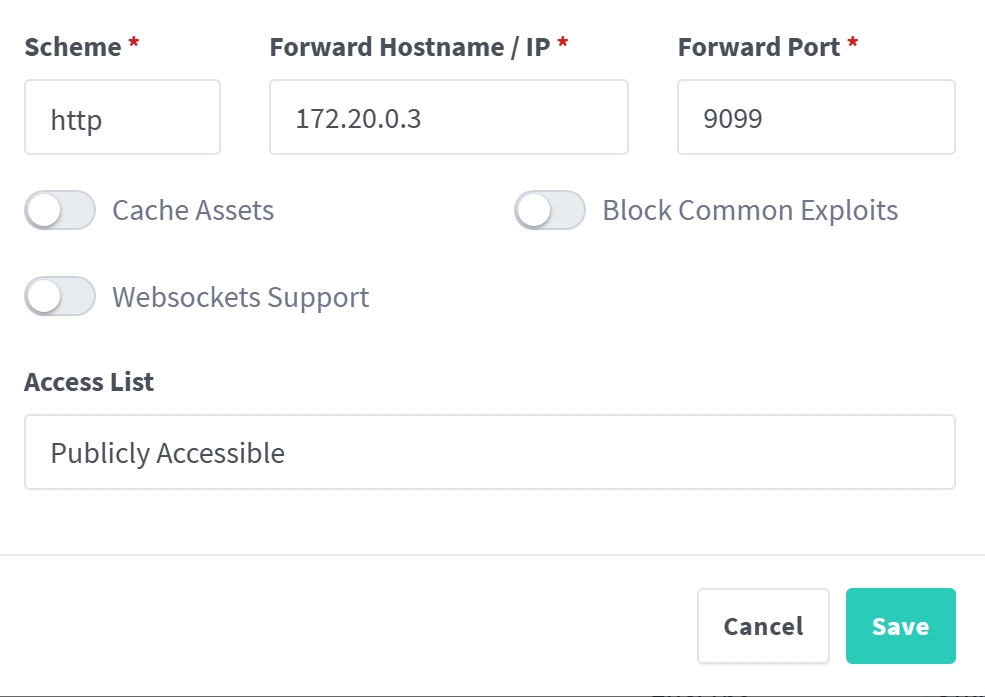 Scheme * Forward Hostname / IP * Forward Port *
http 172.20.0.3 9099
Cache Assets Block Common Exploits
Websockets Support
Access List
Publicly Accessible
Cancel Save